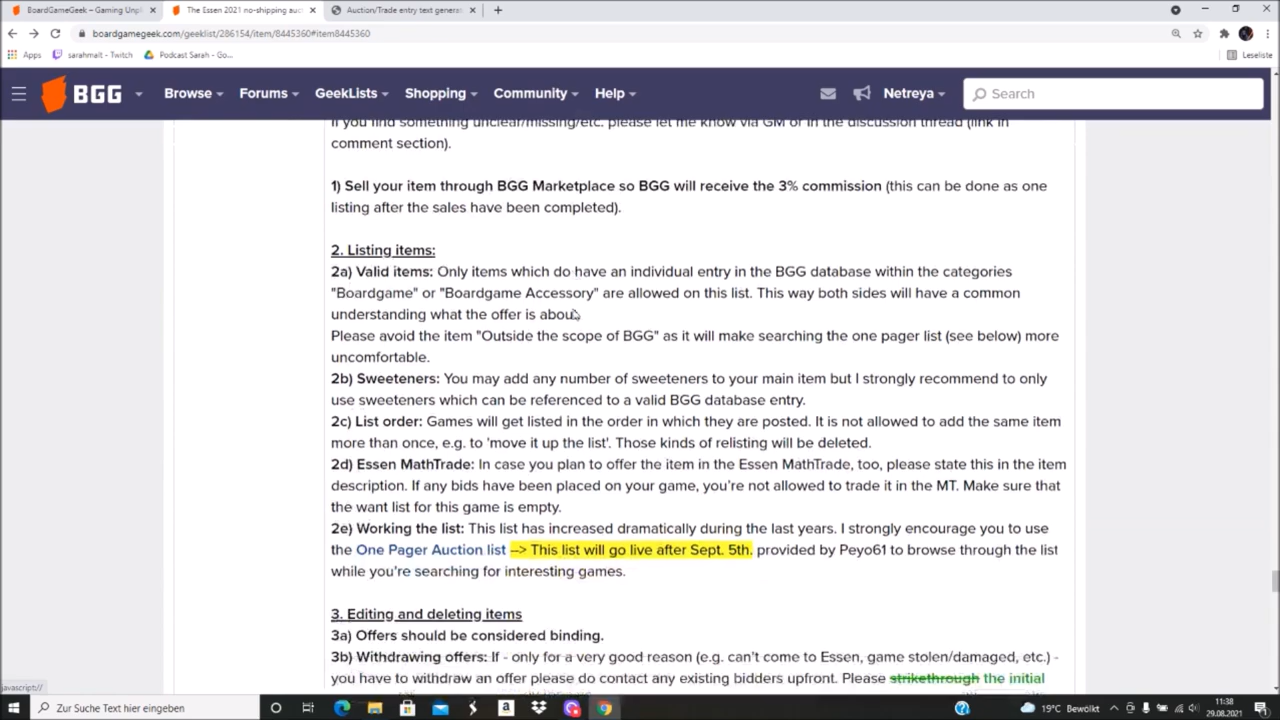 BoardGameGeek – Gaming Unpl
The Essen 2021 no-shipping auc
Auction/Trade entry text generat
boardgamegeek.com/geeklist/286154/item/8445360#item8445360
Apps
sarahmalt - Twitch
Podcast Sarah - Go...
Leseliste
BGG
Browse
Forums
GeekLists
Shopping
Community
Help
Netreya
Search
If you find something unclear/missing/etc. please let me know via GM or in the discussion thread (link in
comment section).
1) Sell your item through BGG Marketplace so BGG will receive the 3% commission (this can be done as one
listing after the sales have been completed).
2. Listing items:
2a) Valid items: Only items which do have an individual entry in the BGG database within the categories
"Boardgame" or "Boardgame Accessory" are allowed on this list. This way both sides will have a common
understanding what the offer is about.
Please avoid the item "Outside the scope of BGG" as it will make searching the one pager list (see below) more
uncomfortable.
2b) Sweeteners: You may add any number of sweeteners to your main item but I strongly recommend to only
use sweeteners which can be referenced to a valid BGG database entry.
2c) List order: Games will get listed in the order in which they are posted. It is not allowed to add the same item
more than once, e.g. to 'move it up the list'. Those kinds of relisting will be deleted.
2d) Essen MathTrade: In case you plan to offer the item in the Essen MathTrade, too, please state this in the item
description. If any bids have been placed on your game, you're not allowed to trade it in the MT. Make sure that
the want list for this game is empty.
2e) Working the list: This list has increased dramatically during the last years. I strongly encourage you to use
the One Pager Auction list --> This list will go live after Sept. 5th. provided by Peyo61 to browse through the list
while you're searching for interesting games.
3. Editing and deleting items
3a) Offers should be considered binding.
3b) Withdrawing offers: If - only for a very good reason (e.g. can't come to Essen, game stolen/damaged, etc.) -
you have to withdraw an offer please do contact any existing bidders upfront. Please strikethrough the initial
javascript://
Zur Suche Text hier eingeben
19°C Bewölkt
11:38
29.08.2021